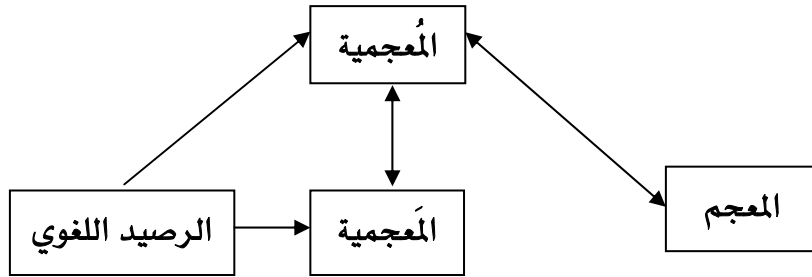 المُعجمية
المعجم
المَعجمية
الرصيد اللغوي